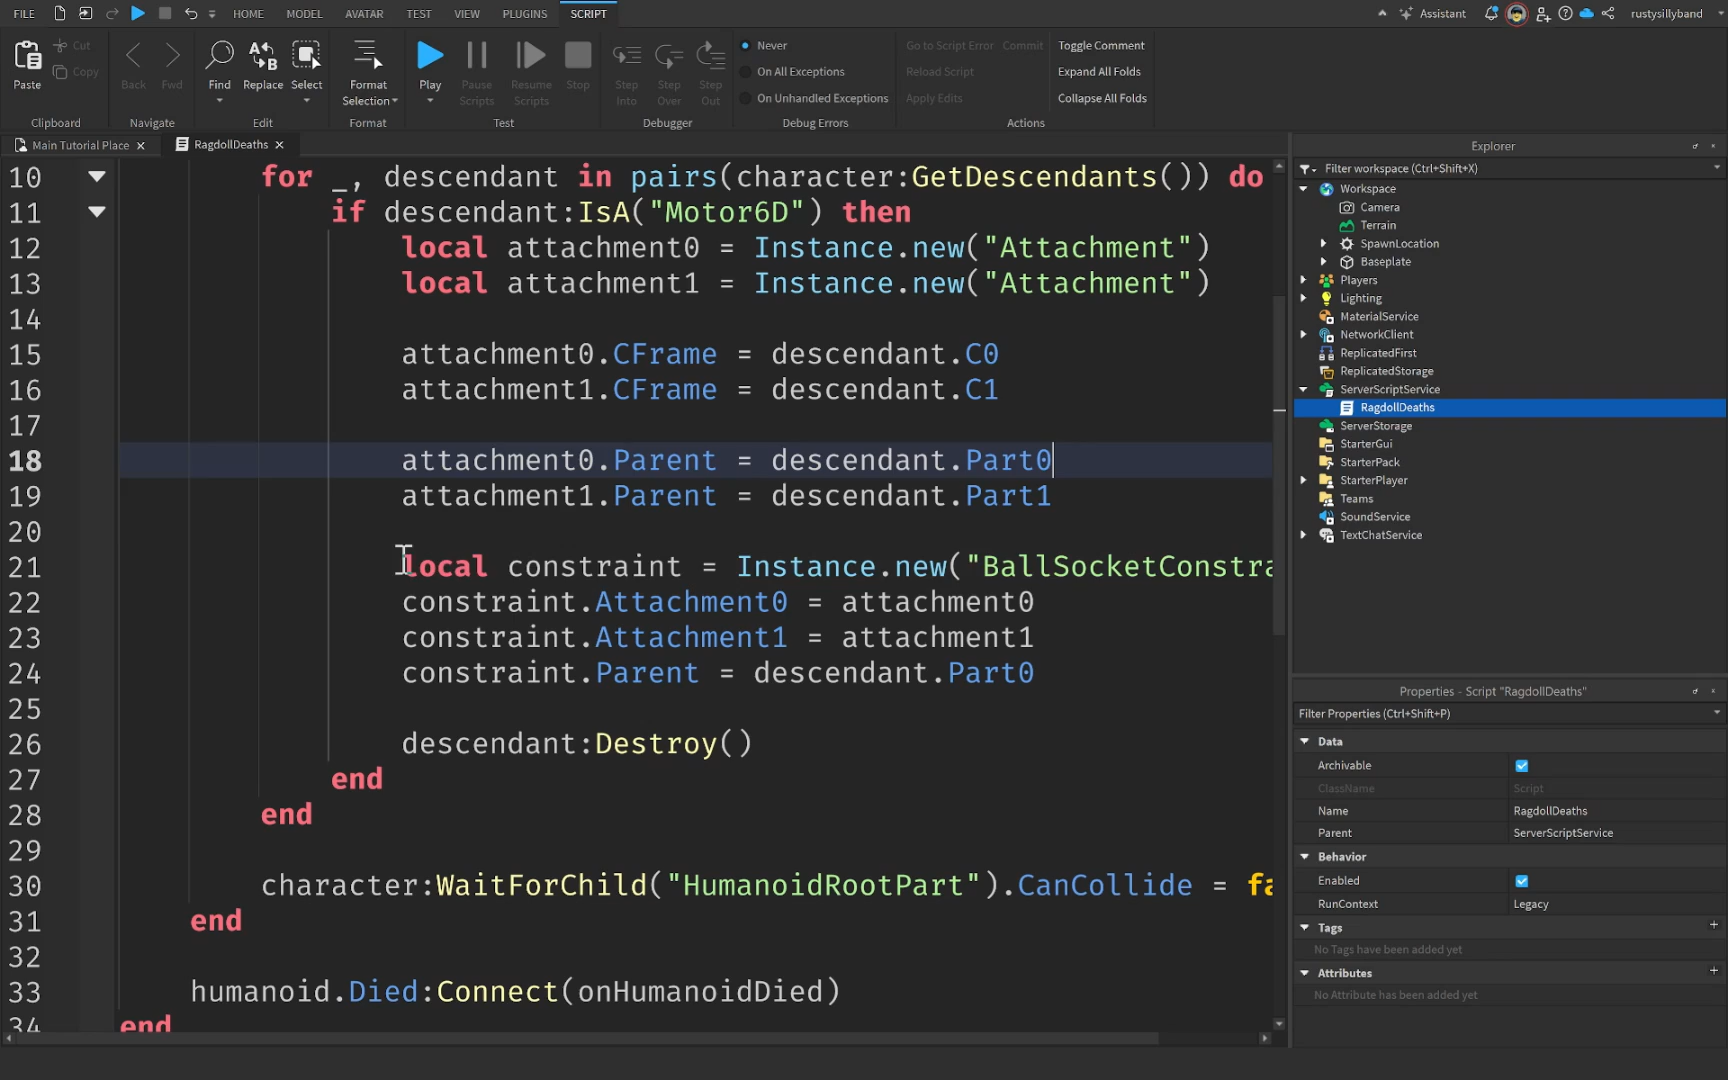 FILE HOME MODEL AVATAR TEST VIEW PLUGINS SCRIPT Assistant rustysillyband
Paste Cut Copy Back Fwd Find Replace Select Format Selection Play Pause Scripts Resume Scripts Stop Step Into Step Over Step Out
Never Go to Script Error Commit Toggle Comment
On All Exceptions Reload Script Expand All Folds
On Unhandled Exceptions Apply Edits Collapse All Folds
Clipboard Navigate Edit Format Test Debugger Debug Errors Actions
Main Tutorial Place RagdollDeaths
10 for _, descendant in pairs(character:GetDescendants()) do
11 if descendant:IsA("Motor6D") then
12 local attachment0 = Instance.new("Attachment")
13 local attachment1 = Instance.new("Attachment")
14
15 attachment0.CFrame = descendant.C0
16 attachment1.CFrame = descendant.C1
17
18 attachment0.Parent = descendant.Part0
19 attachment1.Parent = descendant.Part1
20
21 local constraint = Instance.new("BallSocketConstra
22 constraint.Attachment0 = attachment0
23 constraint.Attachment1 = attachment1
24 constraint.Parent = descendant.Part0
25
26 descendant:Destroy()
27 end
28 end
29
30 character:WaitForChild("HumanoidRootPart").CanCollide = fa
31 end
32
33 humanoid.Died:Connect(onHumanoidDied)
34 end
Explorer
Filter workspace (Ctrl+Shift+X)
Workspace
Camera
Terrain
SpawnLocation
Baseplate
Players
Lighting
MaterialService
NetworkClient
ReplicatedFirst
ReplicatedStorage
ServerScriptService
RagdollDeaths
ServerStorage
StarterGui
StarterPack
StarterPlayer
Teams
SoundService
TextChatService
Properties - Script "RagdollDeaths"
Filter Properties (Ctrl+Shift+P)
Data
Archivable
ClassName Script
Name RagdollDeaths
Parent ServerScriptService
Behavior
Enabled
RunContext Legacy
Tags
No Tags have been added yet
Attributes
No Attribute has been added yet